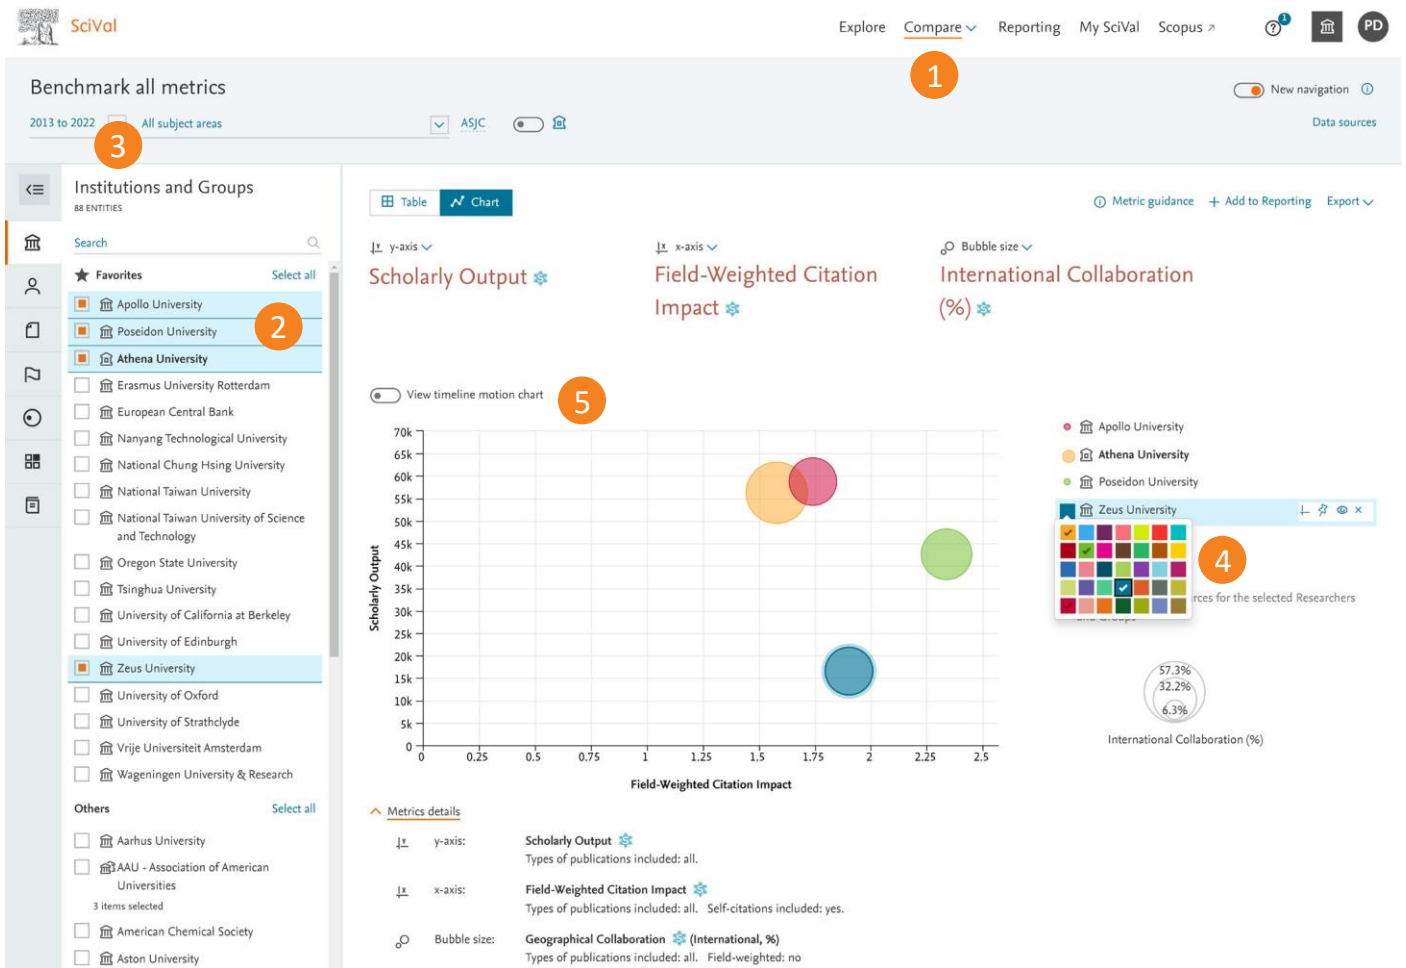 SciVal
Explore Compare Reporting My SciVal Scopus ↗ 1 PD
1
Benchmark all metrics
New navigation
2013 to 2022 All subject areas ASJC Data sources
3
Institutions and Groups
88 ENTITIES
Search
Favorites Select all
Apollo University
Poseidon University
2
Athena University
Erasmus University Rotterdam
European Central Bank
Nanyang Technological University
National Chung Hsing University
National Taiwan University
National Taiwan University of Science
and Technology
Oregon State University
Tsinghua University
University of California at Berkeley
University of Edinburgh
Zeus University
University of Oxford
University of Strathclyde
Vrije Universiteit Amsterdam
Wageningen University & Research
Others Select all
Aarhus University
AAU - Association of American
Universities
3 items selected
American Chemical Society
Aston University
Table Chart
Metric guidance + Add to Reporting Export
y-axis x-axis Bubble size
Scholarly Output
Field-Weighted Citation
Impact
International Collaboration
(%)
View timeline motion chart
5
70k
65k
60k
55k
50k
45k
40k
35k
30k
25k
20k
15k
10k
5k
0
Scholarly Output
0 0.25 0.5 0.75 1 1.25 1.5 1.75 2 2.25 2.5
Field-Weighted Citation Impact
Apollo University
Athena University
Poseidon University
Zeus University
4
rces for the selected Researchers
and Groups
57.3%
32.2%
6.3%
International Collaboration (%)
Metrics details
y-axis: Scholarly Output
Types of publications included: all.
x-axis: Field-Weighted Citation Impact
Types of publications included: all. Self-citations included: yes.
Bubble size: Geographical Collaboration (International, %)
Types of publications included: all. Field-weighted: no